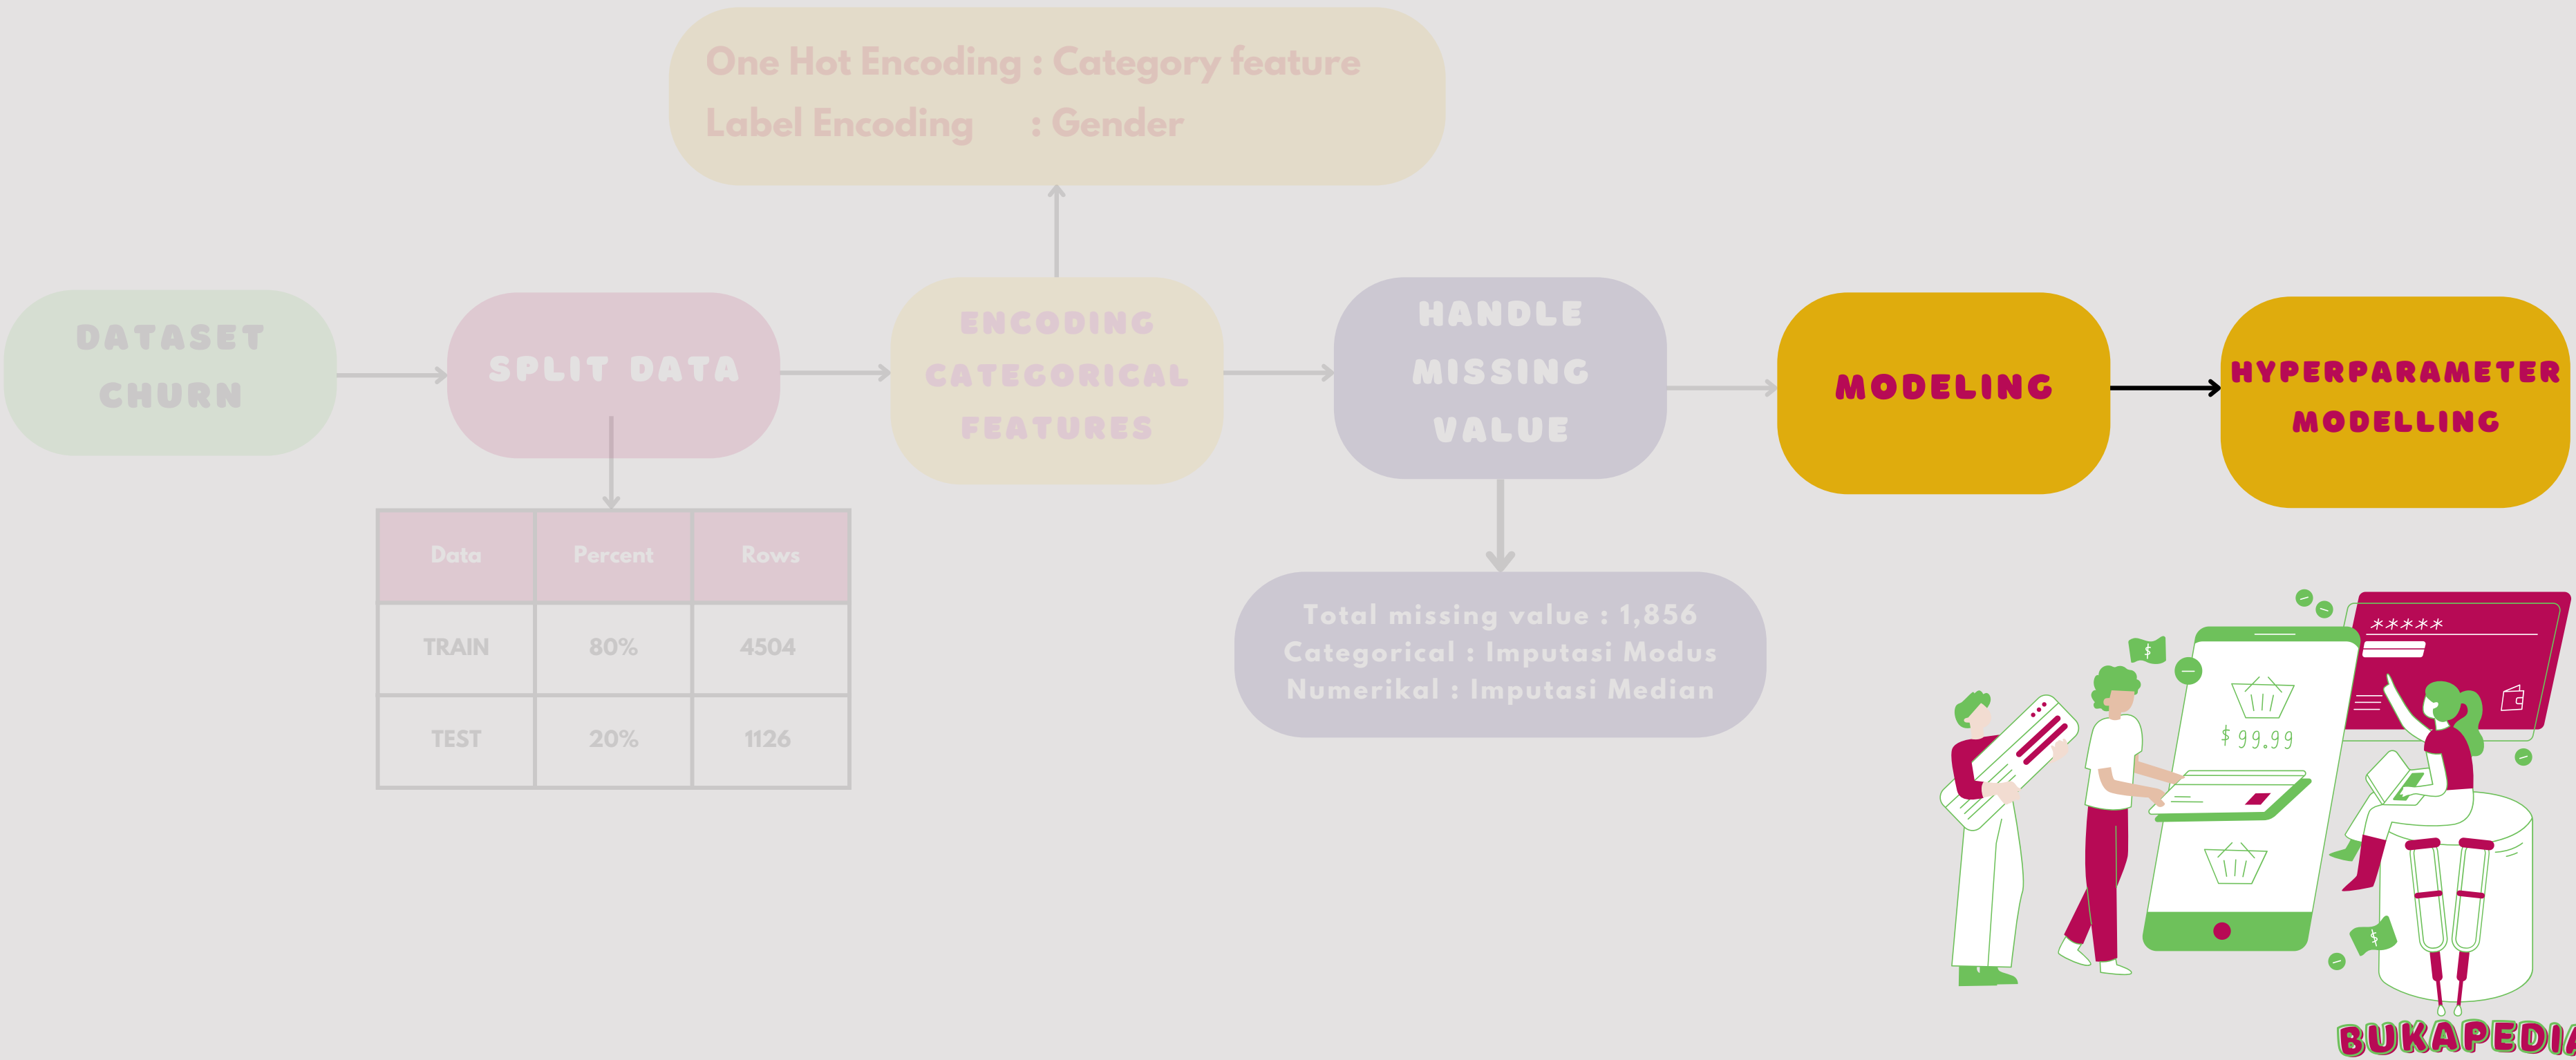 One Hot Encoding : Category feature
Label Encoding : Gender
DATASET
CHURN
SPLIT DATA
ENCODING
CATEGORICAL
FEATURES
HANDLE
MISSING
VALUE
MODELING
HYPERPARAMETER
MODELLING
Data Percent Rows
TRAIN 80% 4504
TEST 20% 1126
Total missing value : 1,856
Categorical : Imputasi Modus
Numerikal : Imputasi Median
*****
$
$ 99.99
$
BUKAPEDIA